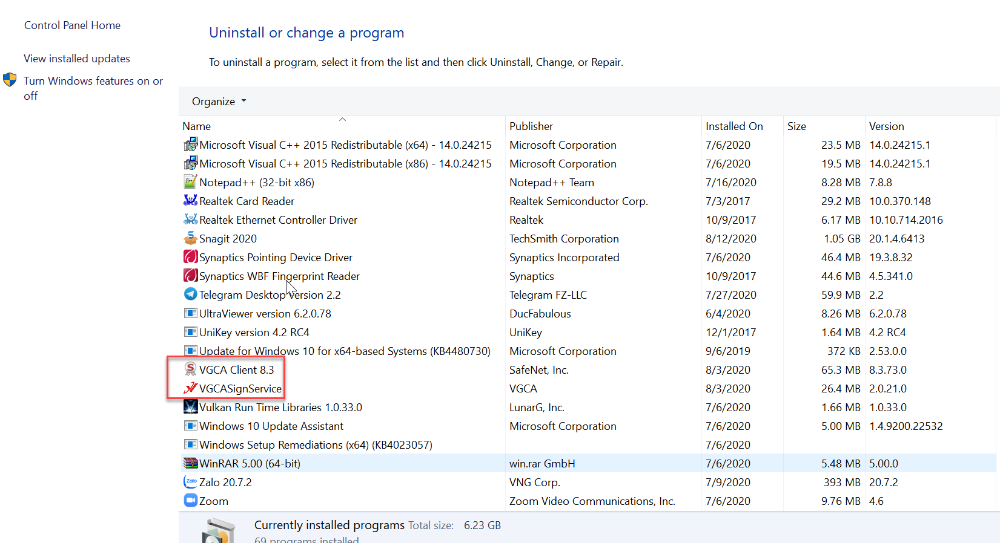 Control Panel Home
View installed updates
Turn Windows features on or
off
Uninstall or change a program
To uninstall a program, select it from the list and then click Uninstall, Change, or Repair.
Organize
Name Publisher Installed On Size Version
Microsoft Visual C++ 2015 Redistributable (x64) - 14.0.24215 Microsoft Corporation 7/6/2020 23.5 MB 14.0.24215.1
Microsoft Visual C++ 2015 Redistributable (x86) - 14.0.24215 Microsoft Corporation 7/6/2020 19.5 MB 14.0.24215.1
Notepad++ (32-bit x86) Notepad++ Team 7/16/2020 8.28 MB 7.8.8
Realtek Card Reader Realtek Semiconductor Corp. 7/3/2017 29.2 MB 10.0.370.148
Realtek Ethernet Controller Driver Realtek 10/9/2017 6.17 MB 10.10.714.2016
Snagit 2020 TechSmith Corporation 8/12/2020 1.05 GB 20.1.4.6413
Synaptics Pointing Device Driver Synaptics Incorporated 7/6/2020 46.4 MB 19.3.8.32
Synaptics WBF Fingerprint Reader Synaptics 10/9/2017 44.6 MB 4.5.341.0
Telegram Desktop version 2.2 Telegram FZ-LLC 7/27/2020 59.9 MB 2.2
UltraViewer version 6.2.0.78 DucFabulous 6/4/2020 8.26 MB 6.2.0.78
UniKey version 4.2 RC4 UniKey 12/1/2017 1.64 MB 4.2 RC4
Update for Windows 10 for x64-based Systems (KB4480730) Microsoft Corporation 9/6/2019 372 KB 2.53.0.0
VGCA Client 8.3 SafeNet, Inc. 8/3/2020 65.3 MB 8.3.73.0
VGCASignService VGCA 8/3/2020 26.4 MB 2.0.21.0
Vulkan Run Time Libraries 1.0.33.0 LunarG, Inc. 7/6/2020 1.66 MB 1.0.33.0
Windows 10 Update Assistant Microsoft Corporation 7/6/2020 5.00 MB 1.4.9200.22532
Windows Setup Remediations (x64) (KB4023057) 7/6/2020
WinRAR 5.00 (64-bit) win.rar GmbH 7/6/2020 5.48 MB 5.00.0
Zalo 20.7.2 VNG Corp. 7/9/2020 393 MB 20.7.2
Zoom Zoom Video Communications, Inc. 7/6/2020 9.76 MB 4.6
Currently installed programs Total size: 6.23 GB
69 programs installed